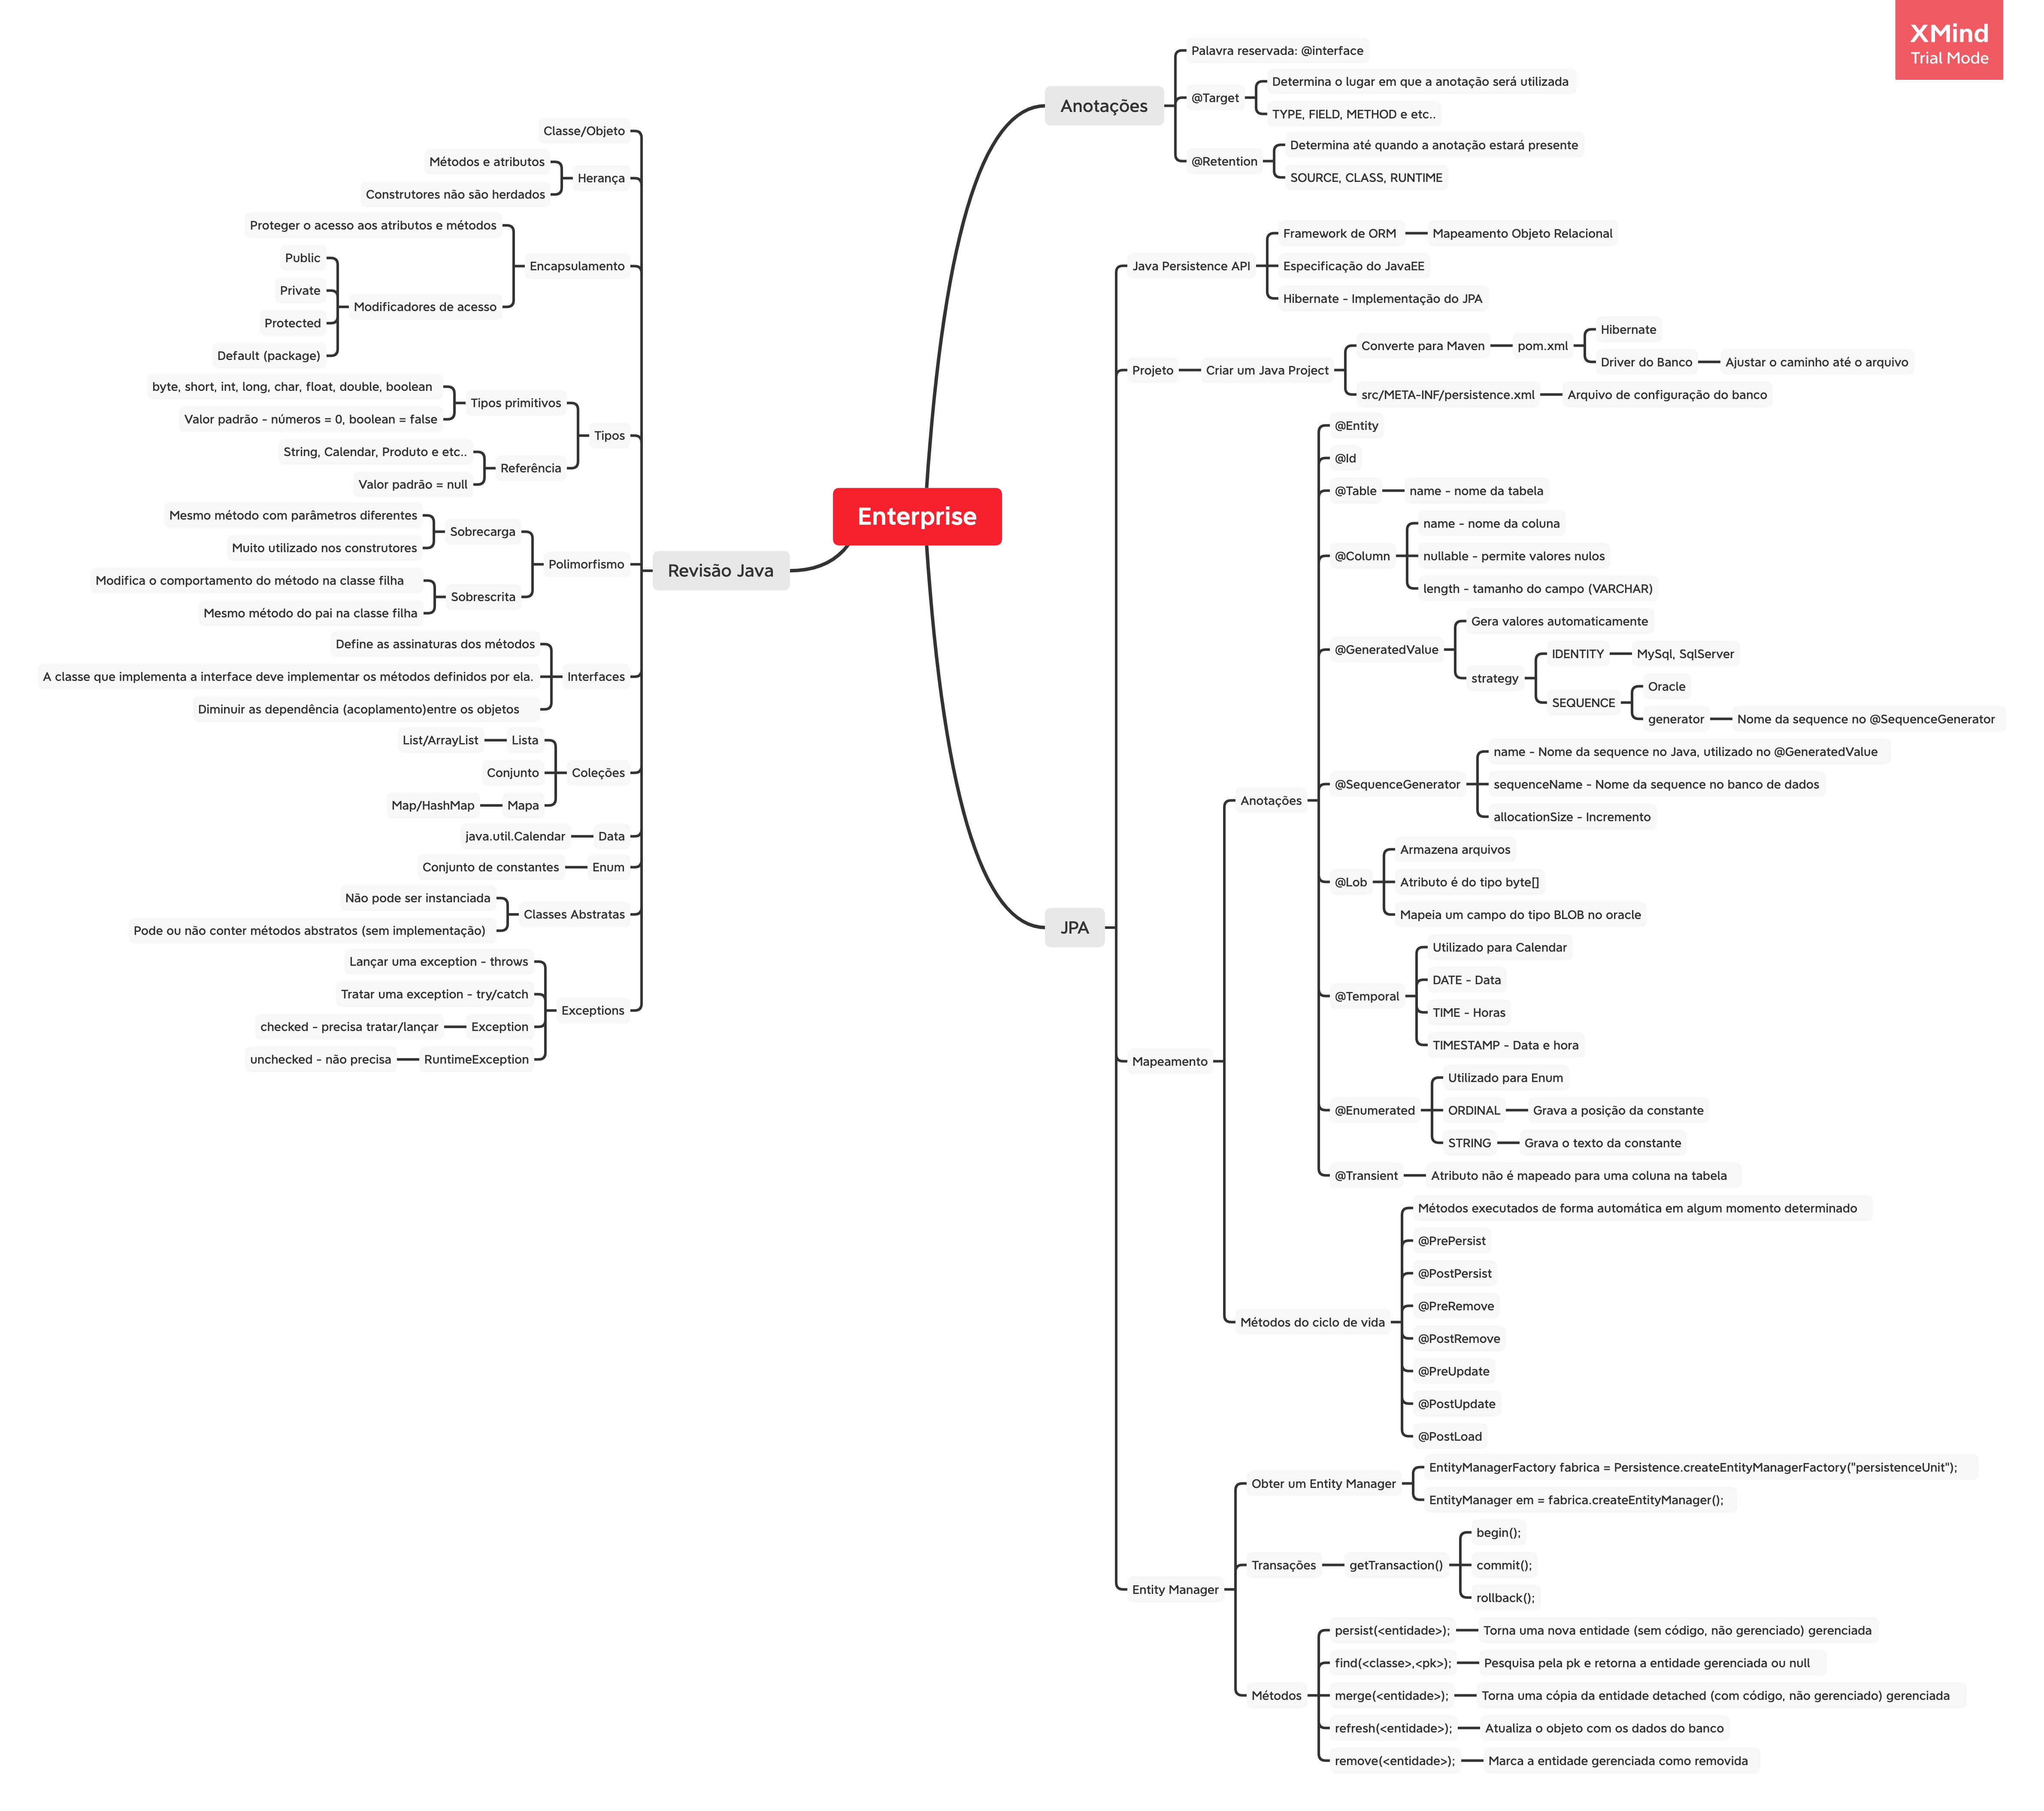 XMind
Trial Mode
Enterprise
Anotações
Palavra reservada: @interface
@Target
Determina o lugar em que a anotação será utilizada
TYPE, FIELD, METHOD e etc..
@Retention
Determina até quando a anotação estará presente
SOURCE, CLASS, RUNTIME
JPA
Java Persistence API
Framework de ORM
Mapeamento Objeto Relacional
Especificação do JavaEE
Hibernate - Implementação do JPA
Projeto
Criar um Java Project
Converte para Maven
pom.xml
Hibernate
Driver do Banco
Ajustar o caminho até o arquivo
src/META-INF/persistence.xml
Arquivo de configuração do banco
Mapeamento
Anotações
@Entity
@Id
@Table
name - nome da tabela
@Column
name - nome da coluna
nullable - permite valores nulos
length - tamanho do campo (VARCHAR)
@GeneratedValue
Gera valores automaticamente
strategy
IDENTITY
MySql, SqlServer
SEQUENCE
Oracle
generator
Nome da sequence no @SequenceGenerator
@SequenceGenerator
name - Nome da sequence no Java, utilizado no @GeneratedValue
sequenceName - Nome da sequence no banco de dados
allocationSize - Incremento
@Lob
Armazena arquivos
Atributo é do tipo byte[]
Mapeia um campo do tipo BLOB no oracle
@Temporal
Utilizado para Calendar
DATE - Data
TIME - Horas
TIMESTAMP - Data e hora
@Enumerated
Utilizado para Enum
ORDINAL
Grava a posição da constante
STRING
Grava o texto da constante
@Transient
Atributo não é mapeado para uma coluna na tabela
Métodos do ciclo de vida
Métodos executados de forma automática em algum momento determinado
@PrePersist
@PostPersist
@PreRemove
@PostRemove
@PreUpdate
@PostUpdate
@PostLoad
Entity Manager
Obter um Entity Manager
EntityManagerFactory fabrica = Persistence.createEntityManagerFactory("persistenceUnit");
EntityManager em = fabrica.createEntityManager();
Transações
getTransaction()
begin();
commit();
rollback();
Métodos
persist(<entidade>);
Torna uma nova entidade (sem código, não gerenciado) gerenciada
find(<classe>,<pk>);
Pesquisa pela pk e retorna a entidade gerenciada ou null
merge(<entidade>);
Torna uma cópia da entidade detached (com código, não gerenciado) gerenciada
refresh(<entidade>);
Atualiza o objeto com os dados do banco
remove(<entidade>);
Marca a entidade gerenciada como removida
Revisão Java
Classe/Objeto
Herança
Métodos e atributos
Construtores não são herdados
Encapsulamento
Proteger o acesso aos atributos e métodos
Modificadores de acesso
Public
Private
Protected
Default (package)
Tipos
Tipos primitivos
byte, short, int, long, char, float, double, boolean
Valor padrão - números = 0, boolean = false
Referência
String, Calendar, Produto e etc..
Valor padrão = null
Polimorfismo
Sobrecarga
Mesmo método com parâmetros diferentes
Muito utilizado nos construtores
Sobrescrita
Modifica o comportamento do método na classe filha
Mesmo método do pai na classe filha
Interfaces
Define as assinaturas dos métodos
A classe que implementa a interface deve implementar os métodos definidos por ela.
Diminuir as dependência (acoplamento)entre os objetos
Coleções
Lista
List/ArrayList
Conjunto
Mapa
Map/HashMap
Data
java.util.Calendar
Enum
Conjunto de constantes
Classes Abstratas
Não pode ser instanciada
Pode ou não conter métodos abstratos (sem implementação)
Exceptions
Lançar uma exception - throws
Tratar uma exception - try/catch
Exception
checked - precisa tratar/lançar
RuntimeException
unchecked - não precisa